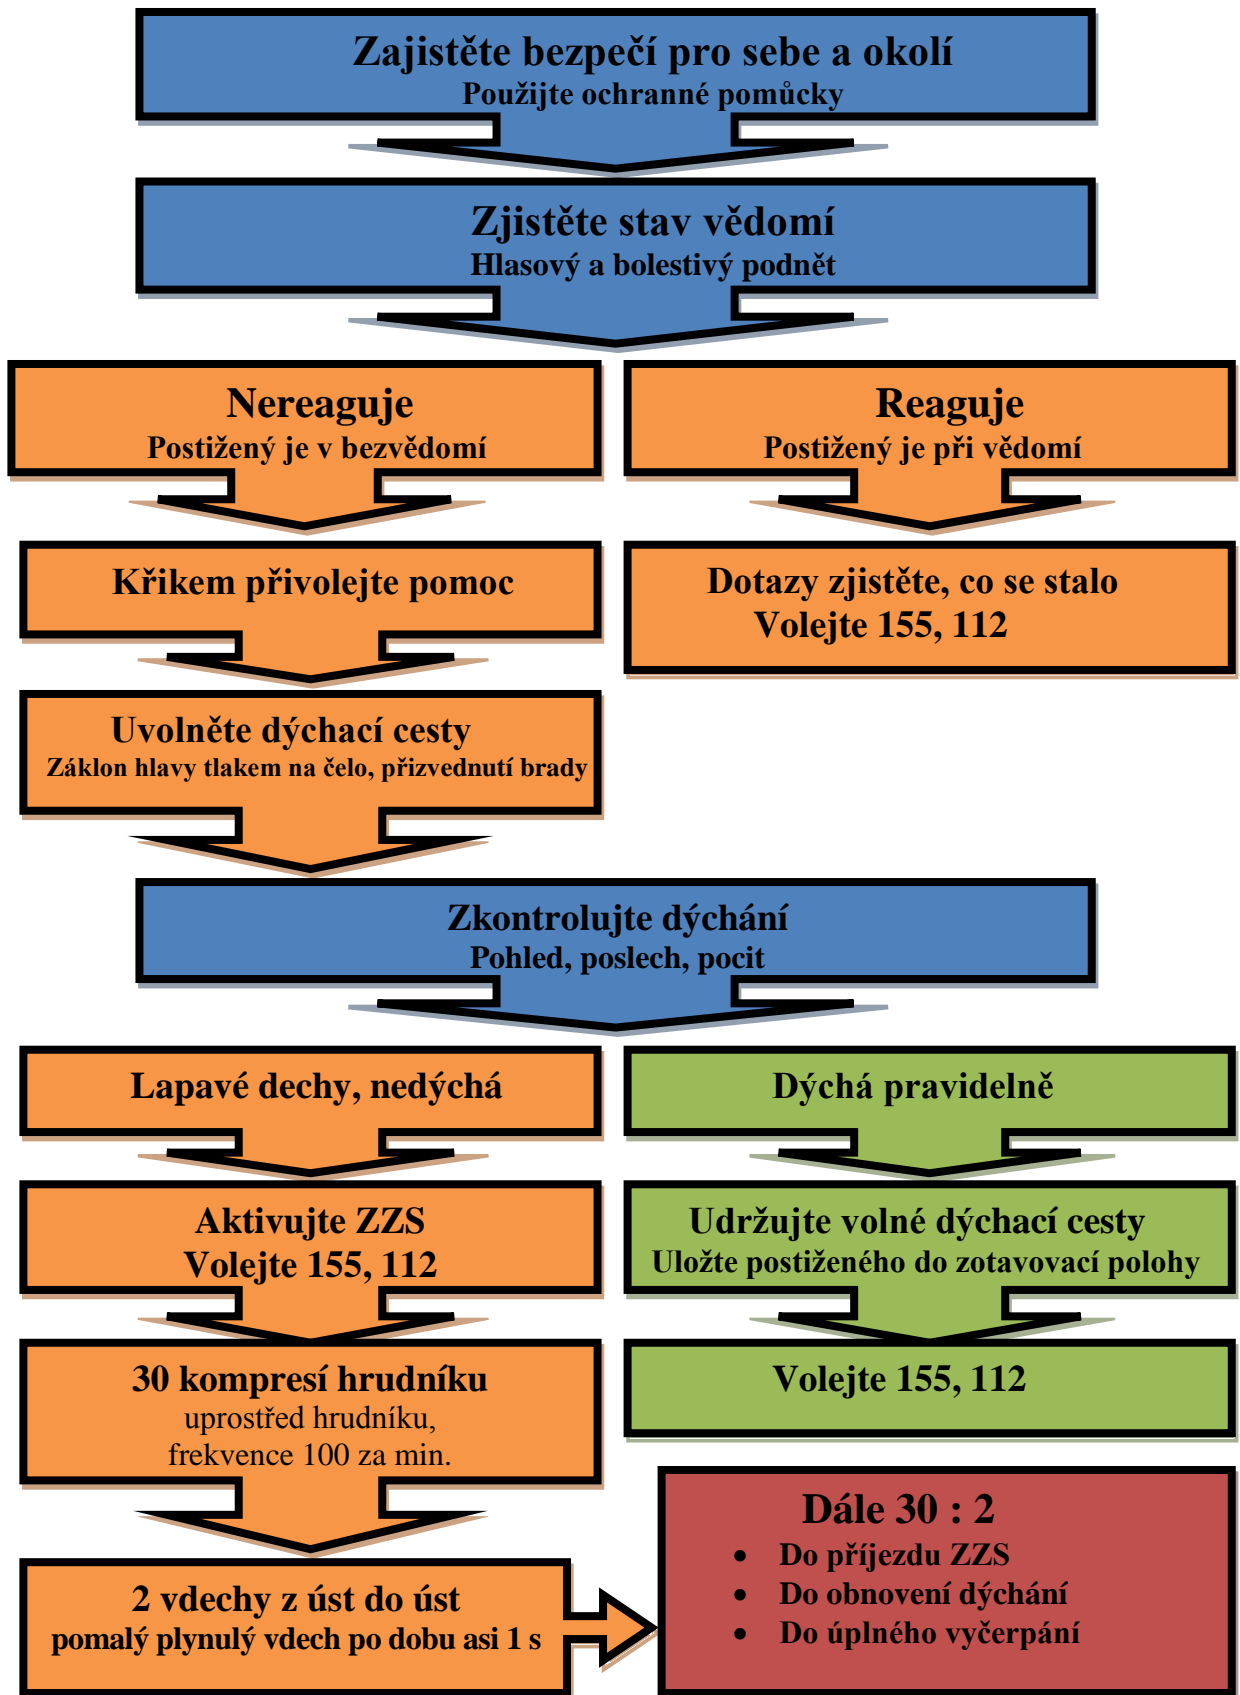 Zajistěte bezpečí pro sebe a okolí
Použijte ochranné pomůcky
Zjistěte stav vědomí
Hlasový a bolestivý podnět
Nereaguje
Postižený je v bezvědomí
Reaguje
Postižený je při vědomí
Křikem přivolejte pomoc
Dotazy zjistěte, co se stalo
Volejte 155, 112
Uvolněte dýchací cesty
Záklon hlavy tlakem na čelo, přizvednutí brady
Zkontrolujte dýchání
Pohled, poslech, pocit
Lapavé dechy, nedýchá
Dýchá pravidelně
Aktivujte ZZS
Volejte 155, 112
Udržujte volné dýchací cesty
Uložte postiženého do zotavovací polohy
30 kompresí hrudníku
uprostřed hrudníku,
frekvence 100 za min.
Volejte 155, 112
2 vdechy z úst do úst
pomalý plynulý vdech po dobu asi 1 s
Dále 30 : 2
• Do příjezdu ZZS
• Do obnovení dýchání
• Do úplného vyčerpání